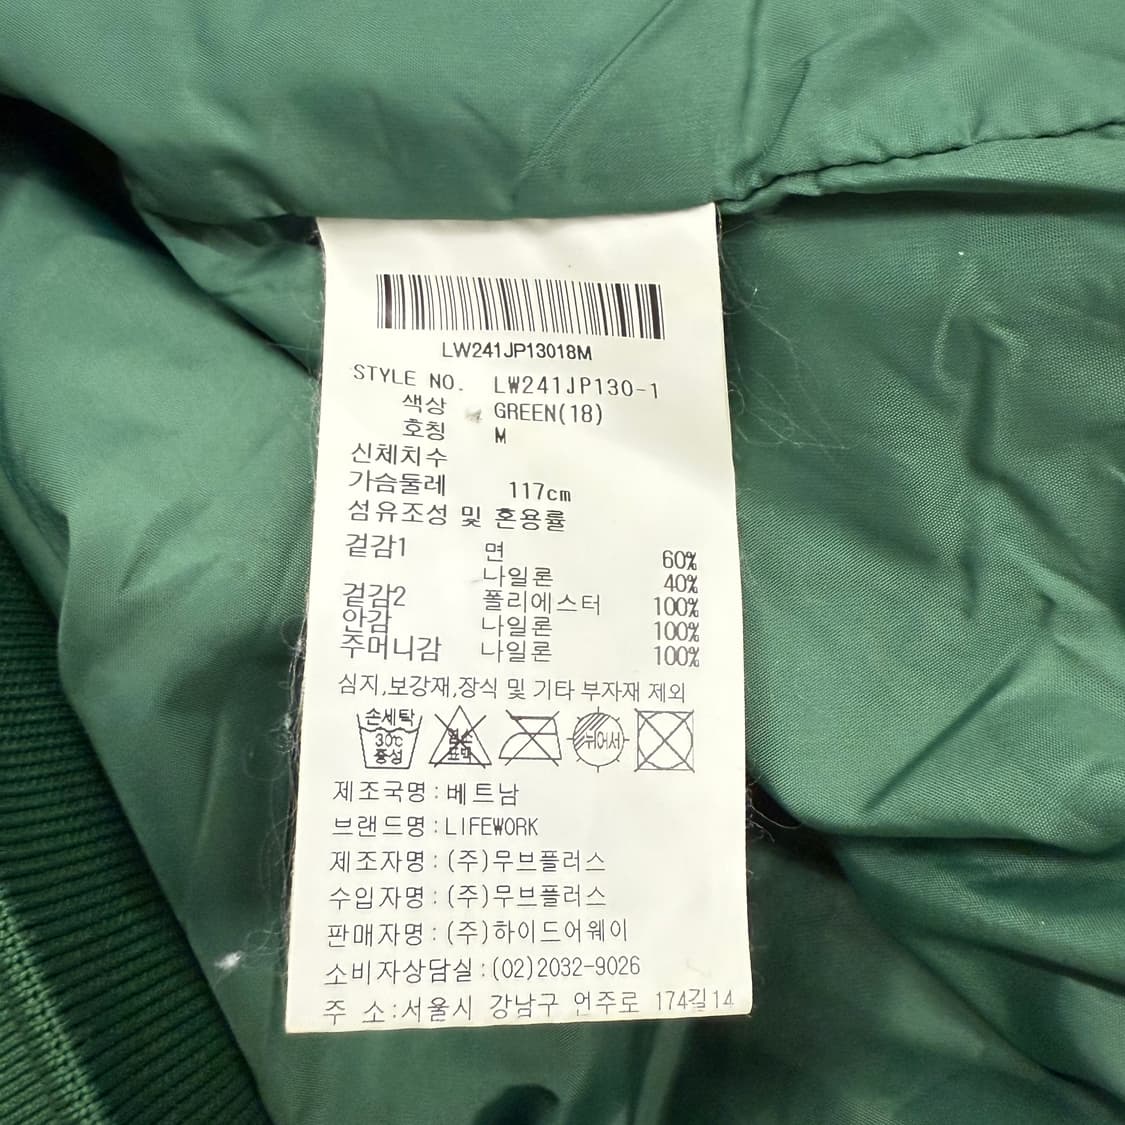 LW241JP13018M
STYLE NO. LW241JP130-1
색상 GREEN(18)
호칭 M
신체치수
가슴둘레 117cm
섬유조성 및 혼용률
겉감1 면 60%
나일론 40%
겉감2 폴리에스터 100%
안감 나일론 100%
주머니감 나일론 100%
심지,보강재,장식 및 기타 부자재 제외
손세탁
30℃
중성
염소
표백
뉘어서
제조국명:베트남
브랜드명:LIFEWORK
제조자명:(주)무브플러스
수입자명:(주)무브플러스
판매자명:(주)하이드어웨이
소비자상담실:(02)2032-9026
주 소:서울시 강남구 언주로 174길14